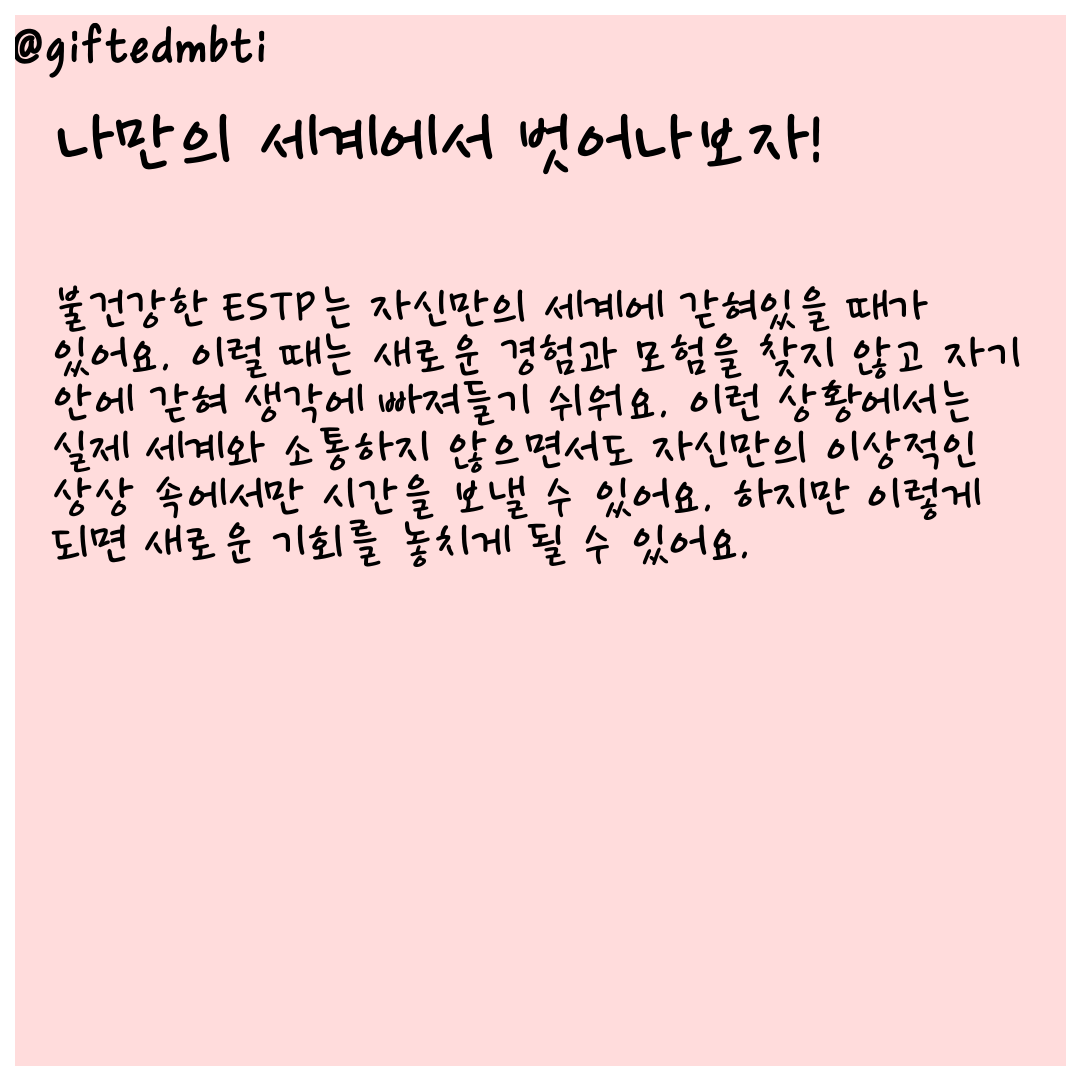 @giftedmbti
나만의 세계에서 벗어나보자!
불건강한 ESTP는 자신만의 세계에 갇혀있을 때가
있어요. 이럴 때는 새로운 경험과 모험을 찾지 않고 자기
안에 갇혀 생각에 빠져들기 쉬워요. 이런 상황에서는
실제 세계와 소통하지 않으면서도 자신만의 이상적인
상상 속에서만 시간을 보낼 수 있어요. 하지만 이렇게
되면 새로운 기회를 놓치게 될 수 있어요.